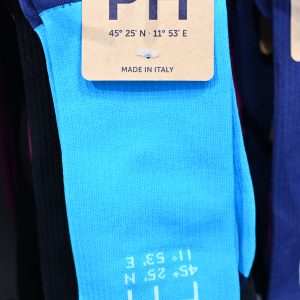 PH
45° 25' N · 11° 53' E
MADE IN ITALY
11° 53' E
45° 25' N